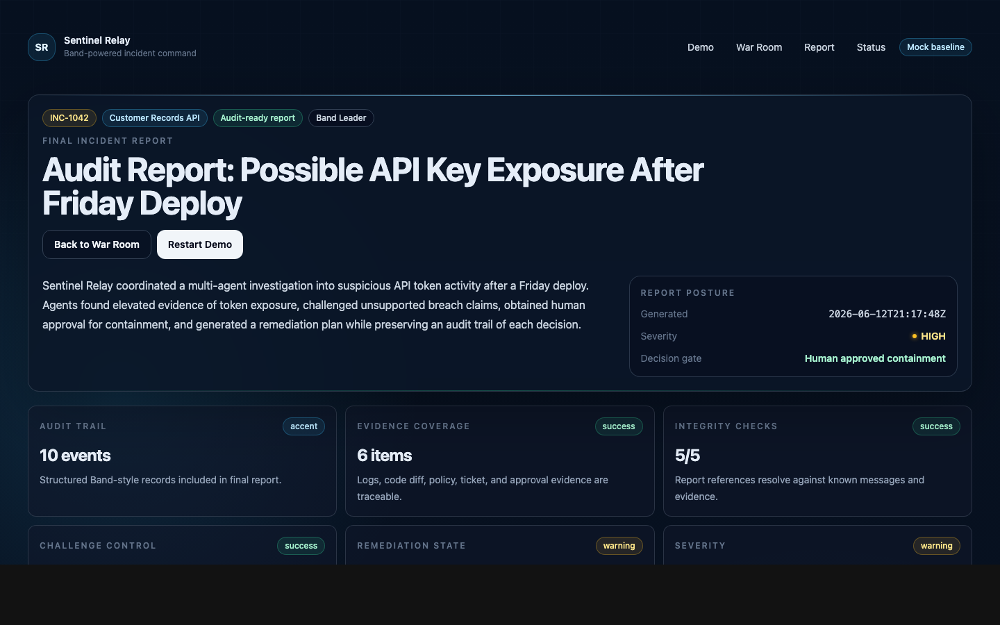 SR
Sentinel Relay
Band-powered incident command
Demo
War Room
Report
Status
Mock baseline
INC-1042
Customer Records API
Audit-ready report
Band Leader
FINAL INCIDENT REPORT
Audit Report: Possible API Key Exposure After
Friday Deploy
Back to War Room
Restart Demo
Sentinel Relay coordinated a multi-agent investigation into suspicious API token activity after a Friday deploy.
Agents found elevated evidence of token exposure, challenged unsupported breach claims, obtained human
approval for containment, and generated a remediation plan while preserving an audit trail of each decision.
REPORT POSTURE
Generated
2026-06-12T21:17:48Z
Severity
HIGH
Decision gate
Human approved containment
AUDIT TRAIL
accent
10 events
Structured Band-style records included in final report.
EVIDENCE COVERAGE
success
6 items
Logs, code diff, policy, ticket, and approval evidence are
traceable.
INTEGRITY CHECKS
success
5/5
Report references resolve against known messages and
evidence.
CHALLENGE CONTROL
success
REMEDIATION STATE
warning
SEVERITY
warning